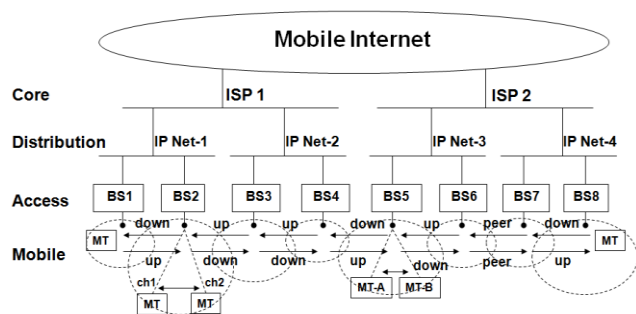 Mobile Internet
Core
ISP 1
ISP 2
Distribution
IP Net-1
IP Net-2
IP Net-3
IP Net-4
Access
BS1
BS2
BS3
BS4
BS5
BS6
BS7
BS8
down up up down up peer down
MT
MT
Mobile
up down down up down peer up
ch1
ch2
MT-A
MT-B
MT
MT